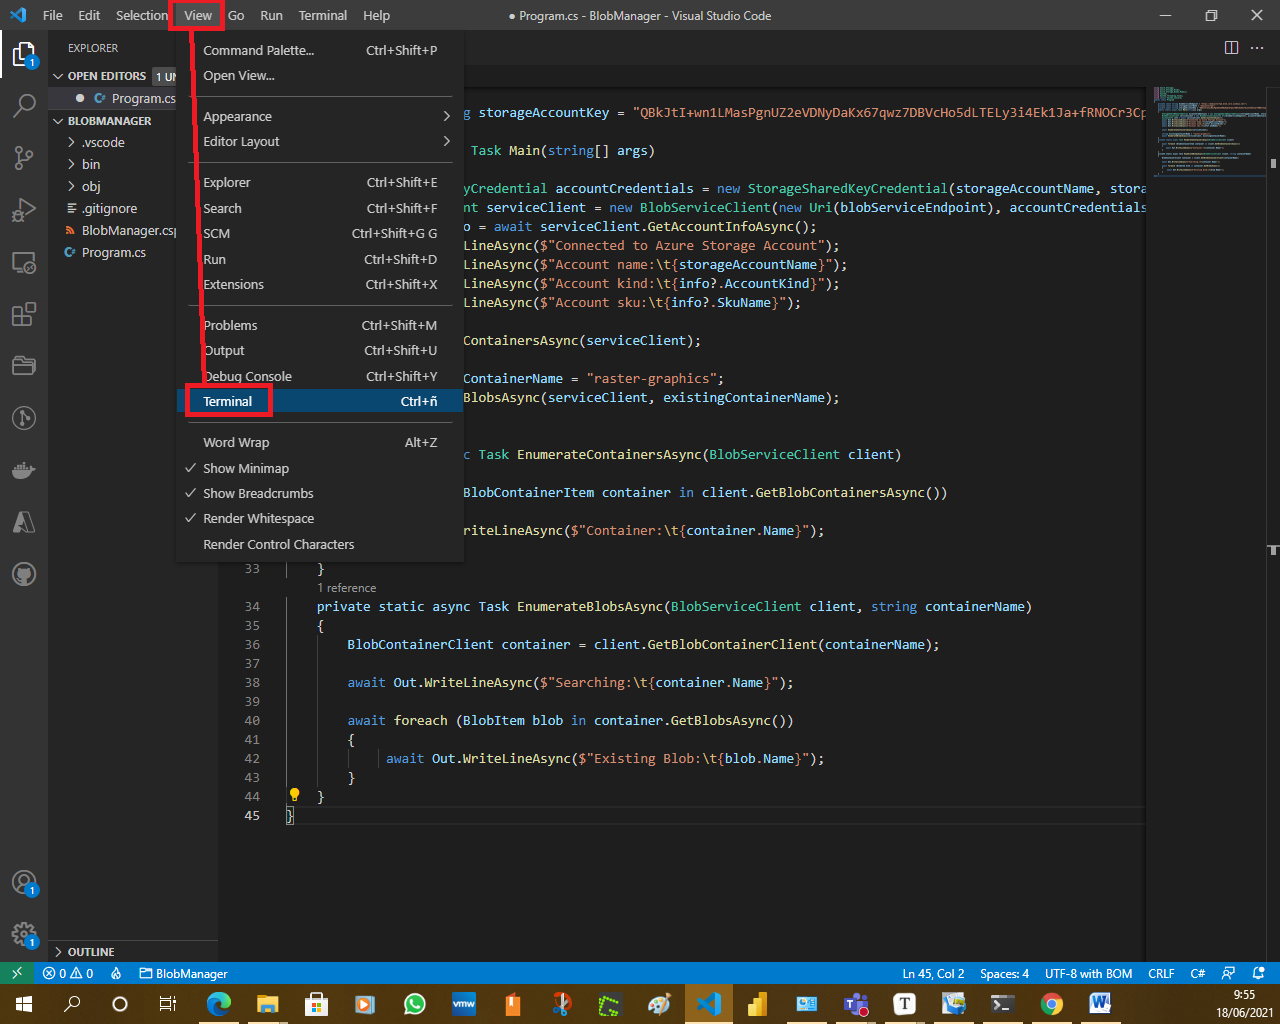 File Edit Selection View Go Run Terminal Help
● Program.cs - BlobManager - Visual Studio Code
EXPLORER
OPEN EDITORS 1 UN
Program.cs
BLOBMANAGER
.vscode
bin
obj
.gitignore
BlobManager.csp
Program.cs
OUTLINE
Command Palette... Ctrl+Shift+P
Open View...
Appearance
Editor Layout
Explorer Ctrl+Shift+E
Search Ctrl+Shift+F
SCM Ctrl+Shift+G G
Run Ctrl+Shift+D
Extensions Ctrl+Shift+X
Problems Ctrl+Shift+M
Output Ctrl+Shift+U
Debug Console Ctrl+Shift+Y
Terminal Ctrl+ñ
Word Wrap Alt+Z
Show Minimap
Show Breadcrumbs
Render Whitespace
Render Control Characters
g storageAccountKey = "QBkJtI+wn1LMasPgnUZ2eVDNyDaKx67qwz7DBVcHo5dLTELy3i4Ek1Ja+fRNOCr3Cp
Task Main(string[] args)
yCredential accountCredentials = new StorageSharedKeyCredential(storageAccountName, stora
nt serviceClient = new BlobServiceClient(new Uri(blobServiceEndpoint), accountCredentials
o = await serviceClient.GetAccountInfoAsync();
LineAsync($"Connected to Azure Storage Account");
LineAsync($"Account name:\t{storageAccountName}");
LineAsync($"Account kind:\t{info?.AccountKind}");
LineAsync($"Account sku:\t{info?.SkuName}");
ContainersAsync(serviceClient);
ContainerName = "raster-graphics";
BlobsAsync(serviceClient, existingContainerName);
c Task EnumerateContainersAsync(BlobServiceClient client)
BlobContainerItem container in client.GetBlobContainersAsync())
riteLineAsync($"Container:\t{container.Name}");
33 }
1 reference
34 private static async Task EnumerateBlobsAsync(BlobServiceClient client, string containerName)
35 {
36 BlobContainerClient container = client.GetBlobContainerClient(containerName);
37
38 await Out.WriteLineAsync($"Searching:\t{container.Name}");
39
40 await foreach (BlobItem blob in container.GetBlobsAsync())
41 {
42 await Out.WriteLineAsync($"Existing Blob:\t{blob.Name}");
43 }
44 }
45 }
0 0 BlobManager Ln 45, Col 2 Spaces: 4 UTF-8 with BOM CRLF C#
9:55
18/06/2021